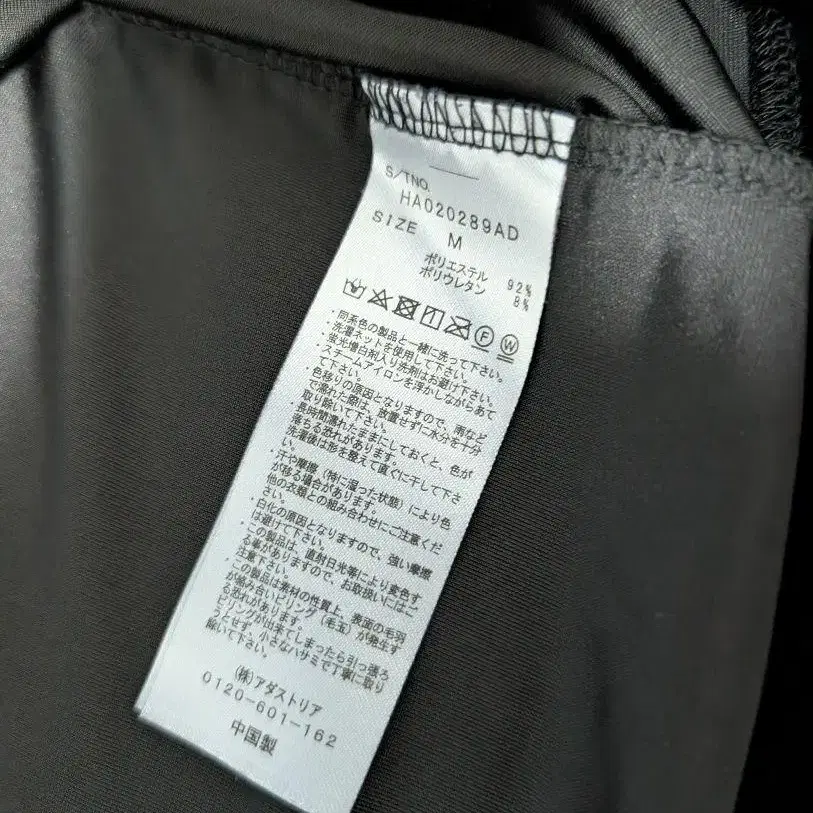 S/TNO.
HA020289AD
SIZE M
ポリエステル 92%
ポリウレタン 8%
F W
・同系色の製品と一緒に洗って下さい。
・洗濯ネットを使用して下さい。
・蛍光増白剤入り洗剤はお避け下さい。
・スチームアイロンを浮かしながらあて
て下さい。
・色移りの原因となりますので、雨など
で濡れた際は、放置せずに水分を十分
取り除いて下さい。
・長時間濡れたままにしておくと、色が
落ちる恐れがあります。
・洗濯後は形を整えて直ぐに干して下さ
い。
・汗や摩擦（特に湿った状態）により色
が移る場合があります。
他の衣類との組み合わせにご注意くだ
さい。
・白化の原因となりますので、強い摩擦
は避けて下さい。
・この製品は、直射日光等により変色す
る事がありますので、お取扱いにはご
注意下さい。
・この製品は素材の性質上、表面の毛羽
が絡み合いピリング（毛玉）が発生す
る恐れがあります。
ピリングが出来てしまったら引っ張ろ
うとせず、小さなハサミで丁寧に取り
除いて下さい。
(株)アダストリア
0120-601-162
中国製